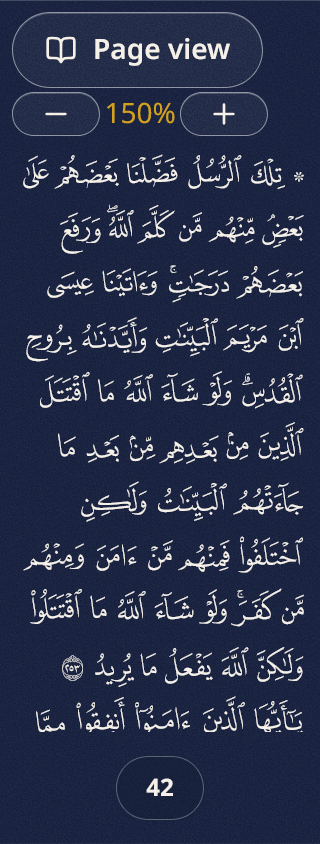 Page view
− 150% +
۞ تِلْكَ ٱلرُّسُلُ فَضَّلْنَا بَعْضَهُمْ عَلَىٰ
بَعْضٍۢ مِّنْهُم مَّن كَلَّمَ ٱللَّهُ ۖ وَرَفَعَ
بَعْضَهُمْ دَرَجَـٰتٍۢ ۚ وَءَاتَيْنَا عِيسَى
ٱبْنَ مَرْيَمَ ٱلْبَيِّنَـٰتِ وَأَيَّدْنَـٰهُ بِرُوحِ
ٱلْقُدُسِ ۗ وَلَوْ شَآءَ ٱللَّهُ مَا ٱقْتَتَلَ
ٱلَّذِينَ مِنۢ بَعْدِهِم مِّنۢ بَعْدِ مَا
جَآءَتْهُمُ ٱلْبَيِّنَـٰتُ وَلَـٰكِنِ
ٱخْتَلَفُوا۟ فَمِنْهُم مَّنْ ءَامَنَ وَمِنْهُم
مَّن كَفَرَ ۚ وَلَوْ شَآءَ ٱللَّهُ مَا ٱقْتَتَلُوا۟
وَلَـٰكِنَّ ٱللَّهَ يَفْعَلُ مَا يُرِيدُ ٢٥٣
يَـٰٓأَيُّهَا ٱلَّذِينَ ءَامَنُوٓا۟ أَنفِقُوا۟ مِمَّا
42